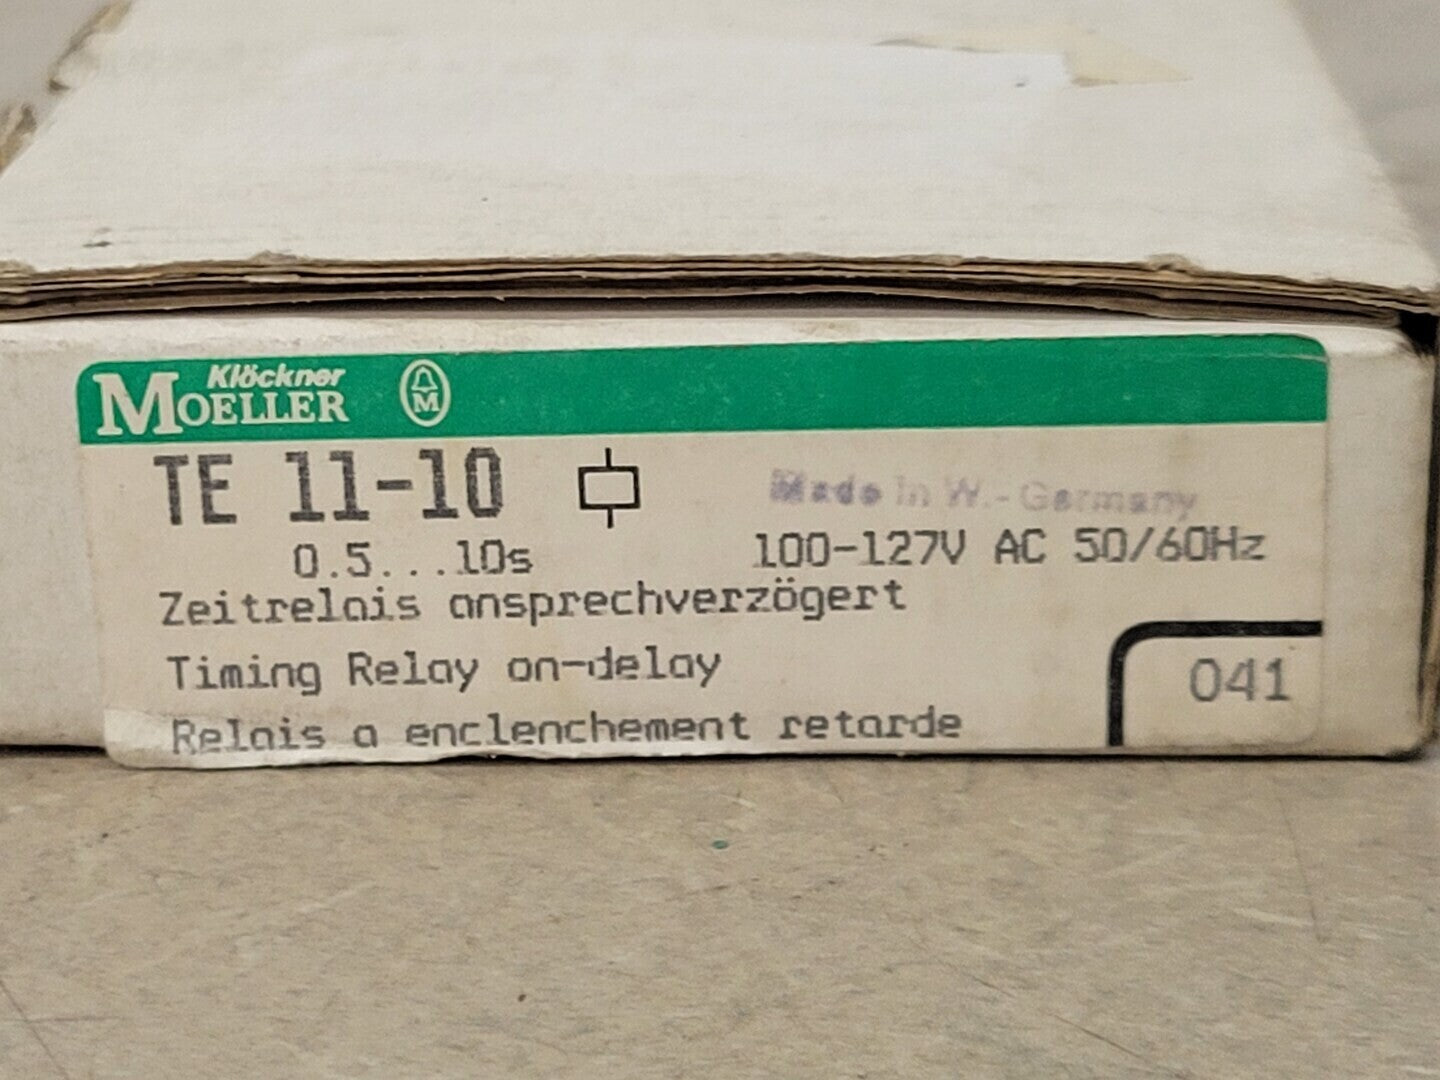 Klöckner
MOELLER
M
TE 11-10
Made in W.-Germany
0.5...10s
100-127V AC 50/60Hz
Zeitrelais ansprechverzögert
Timing Relay on-delay
041
Relais a enclenchement retarde